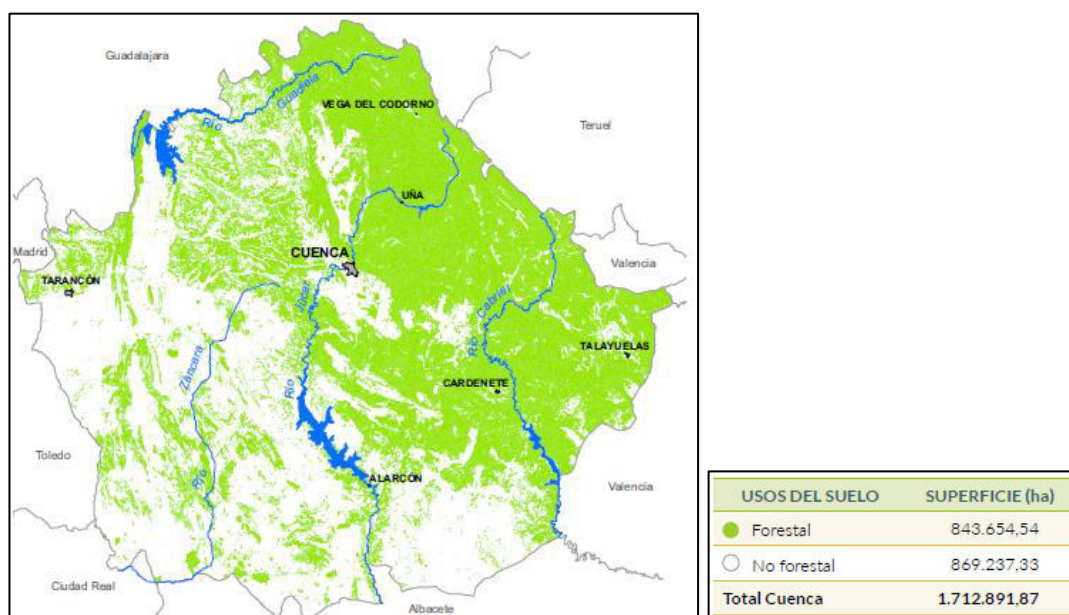 Guadalajara
Río Guadiela
VEGA DEL CODORNO
Teruel
UÑA
CUENCA
Madrid
Valencia
TARANCÓN
Río Júcar
Río Cabriel
TALAYUELAS
Río Záncara
CARDENETE
Toledo
ALARCÓN
Valencia
Ciudad Real
Albacete
USOS DEL SUELO SUPERFICIE (ha)
Forestal 843.654,54
No forestal 869.237,33
Total Cuenca 1.712.891,87